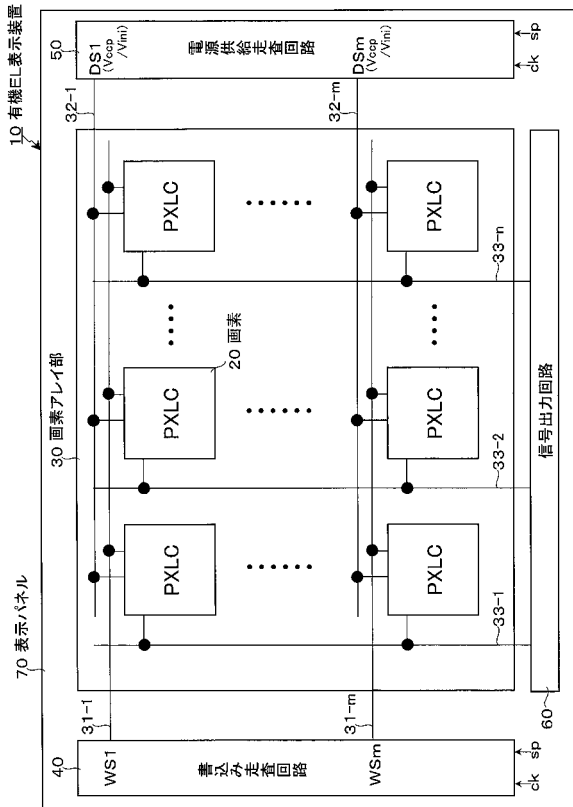 10 有機EL表示装置
70 表示パネル
30 画素アレイ部
50
電源供給走査回路
DS1
(Vccp
/Vini)
DSm
(Vccp
/Vini)
sp
ck
32-1
32-m
PXLC
PXLC
PXLC
PXLC
PXLC
PXLC
20 画素
33-n
33-2
33-1
信号出力回路
60
31-1
31-m
40
書込み走査回路
WS1
WSm
sp
ck